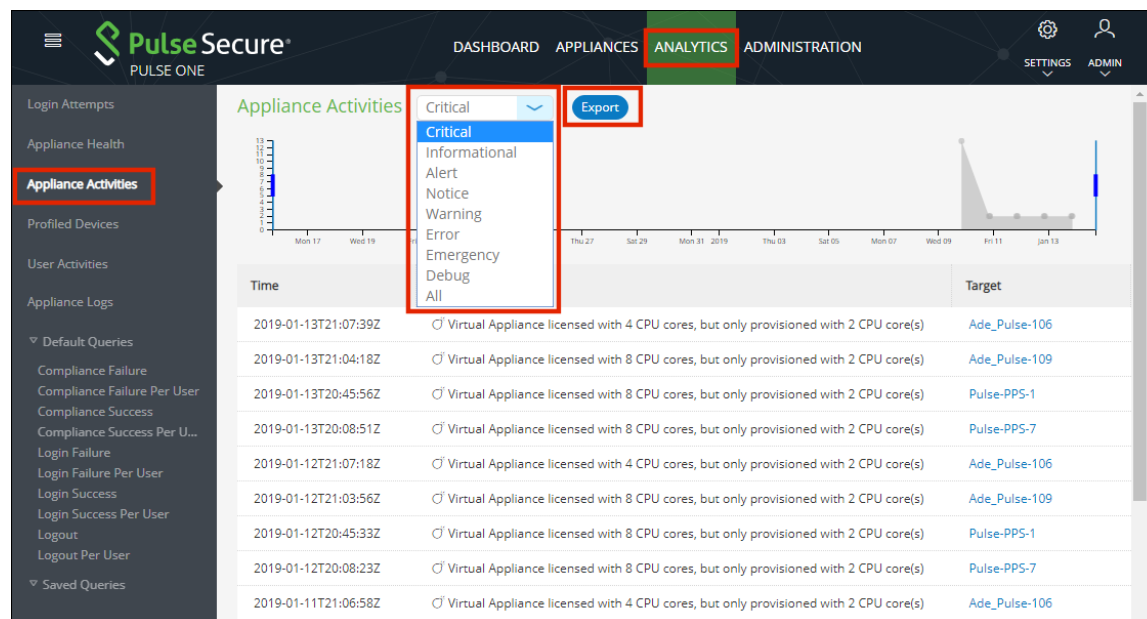 Pulse Secure®
PULSE ONE
DASHBOARD APPLIANCES ANALYTICS ADMINISTRATION
SETTINGS
ADMIN
Login Attempts
Appliance Health
Appliance Activities
Profiled Devices
User Activities
Appliance Logs
Default Queries
Compliance Failure
Compliance Failure Per User
Compliance Success
Compliance Success Per U...
Login Failure
Login Failure Per User
Login Success
Login Success Per User
Logout
Logout Per User
Saved Queries
Appliance Activities
Critical
Export
Critical
Informational
Alert
Notice
Warning
Error
Emergency
Debug
All
13
12
11
10
9
8
7
6
5
4
3
2
1
0
Mon 17 Wed 19 Thu 27 Sat 29 Mon 31 2019 Thu 03 Sat 05 Mon 07 Wed 09 Fri 11 Jan 13
Time Target
2019-01-13T21:07:39Z Virtual Appliance licensed with 4 CPU cores, but only provisioned with 2 CPU core(s) Ade_Pulse-106
2019-01-13T21:04:18Z Virtual Appliance licensed with 8 CPU cores, but only provisioned with 2 CPU core(s) Ade_Pulse-109
2019-01-13T20:45:56Z Virtual Appliance licensed with 8 CPU cores, but only provisioned with 2 CPU core(s) Pulse-PPS-1
2019-01-13T20:08:51Z Virtual Appliance licensed with 8 CPU cores, but only provisioned with 2 CPU core(s) Pulse-PPS-7
2019-01-12T21:07:18Z Virtual Appliance licensed with 4 CPU cores, but only provisioned with 2 CPU core(s) Ade_Pulse-106
2019-01-12T21:03:56Z Virtual Appliance licensed with 8 CPU cores, but only provisioned with 2 CPU core(s) Ade_Pulse-109
2019-01-12T20:45:33Z Virtual Appliance licensed with 8 CPU cores, but only provisioned with 2 CPU core(s) Pulse-PPS-1
2019-01-12T20:08:23Z Virtual Appliance licensed with 8 CPU cores, but only provisioned with 2 CPU core(s) Pulse-PPS-7
2019-01-11T21:06:58Z Virtual Appliance licensed with 4 CPU cores, but only provisioned with 2 CPU core(s) Ade_Pulse-106